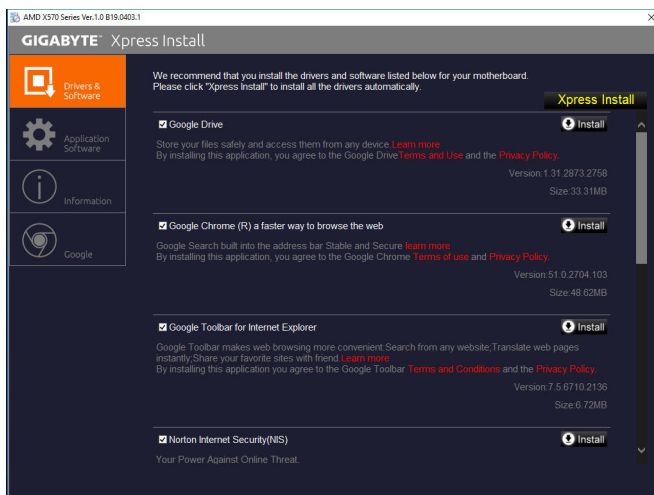 AMD X570 Series Ver.1.0 B19.0403.1
GIGABYTE™ Xpress Install
Drivers &
Software
Application
Software
Information
Google
We recommend that you install the drivers and software listed below for your motherboard.
Please click "Xpress Install" to install all the drivers automatically.
Xpress Install
Google Drive
Install
Store your files safely and access them from any device.Learn more
By installing this application, you agree to the Google DriveTerms and Use and the Privacy Policy.
Version:1.31.2873.2758
Size:33.31MB
Google Chrome (R) a faster way to browse the web
Install
Google Search built into the address bar Stable and Secure learn more
By installing this application, you agree to the Google Chrome Terms of use and Privacy Policy.
Version:51.0.2704.103
Size:48.62MB
Google Toolbar for Internet Explorer
Install
Google Toolbar makes web browsing more convenient:Search from any website;Translate web pages
instantly;Share your favorite sites with friend.Learn more
By installing this application you agree to the Google Toolbar Terms and Conditions and the Privacy Policy.
Version:7.5.6710.2136
Size:6.72MB
Norton Internet Security(NIS)
Install
Your Power Against Online Threat.